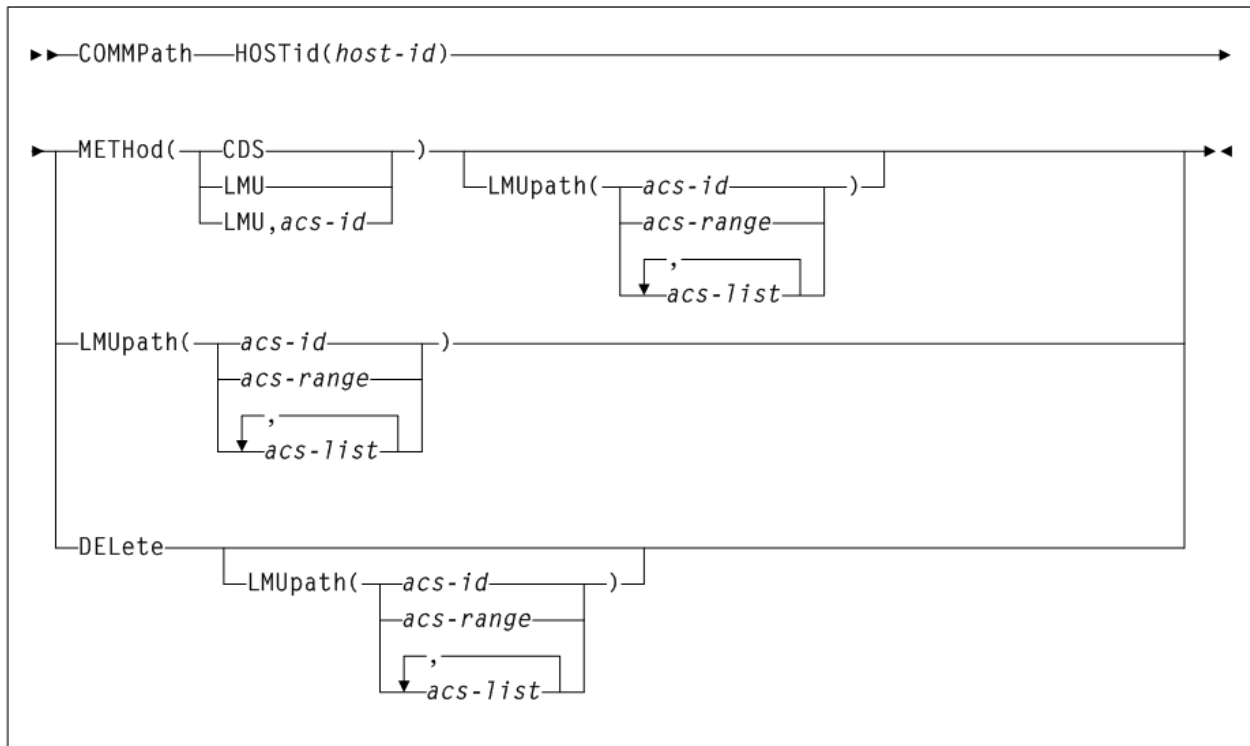 COMMPath HOSTid(host-id)
METHod( CDS ) LMUpath( acs-id )
LMU acs-range
LMU,acs-id ,
acs-list
LMUpath( acs-id )
acs-range
,
acs-list
DELete LMUpath( acs-id )
acs-range
,
acs-list